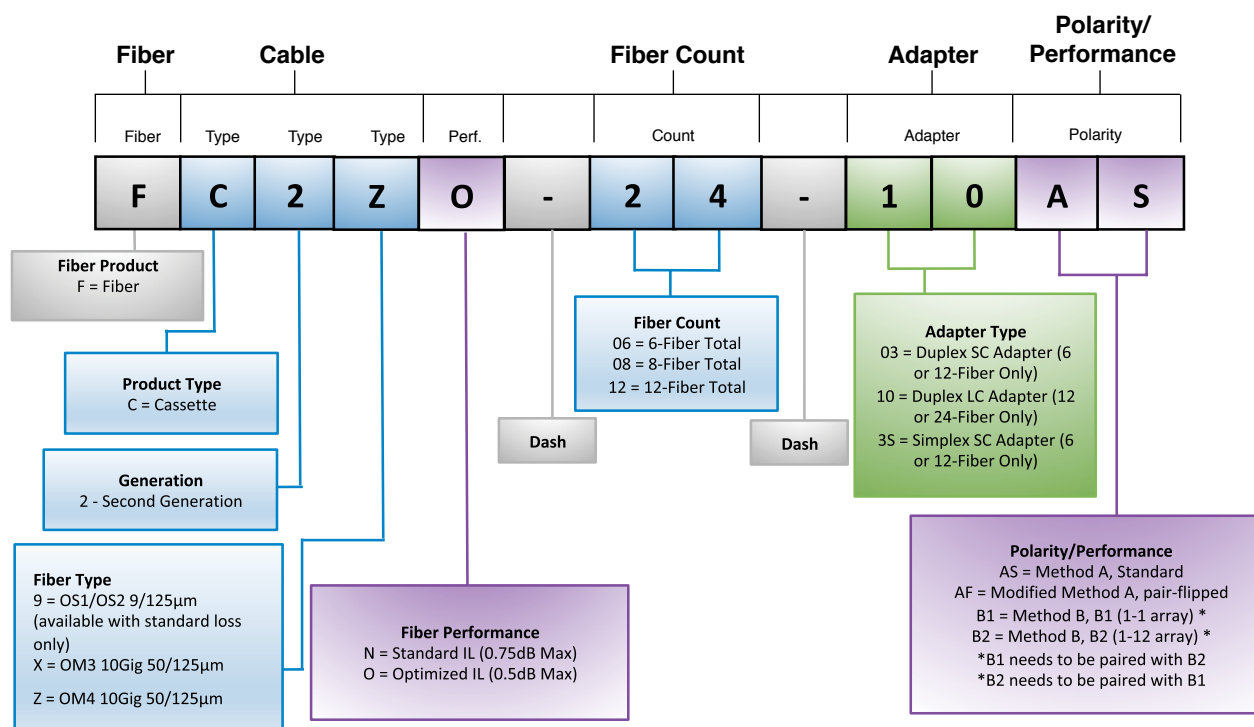 Fiber
Cable
Fiber Count
Adapter
Polarity/
Performance
Fiber
Type
Type
Type
Perf.
Count
Adapter
Polarity
F C 2 Z O - 2 4 - 1 0 A S
Fiber Product
F = Fiber
Product Type
C = Cassette
Generation
2 - Second Generation
Fiber Type
9 = OS1/OS2 9/125µm
(available with standard loss
only)
X = OM3 10Gig 50/125µm
Z = OM4 10Gig 50/125µm
Fiber Performance
N = Standard IL (0.75dB Max)
O = Optimized IL (0.5dB Max)
Dash
Fiber Count
06 = 6-Fiber Total
08 = 8-Fiber Total
12 = 12-Fiber Total
Dash
Adapter Type
03 = Duplex SC Adapter (6
or 12-Fiber Only)
10 = Duplex LC Adapter (12
or 24-Fiber Only)
3S = Simplex SC Adapter (6
or 12-Fiber Only)
Polarity/Performance
AS = Method A, Standard
AF = Modified Method A, pair-flipped
B1 = Method B, B1 (1-1 array) *
B2 = Method B, B2 (1-12 array) *
*B1 needs to be paired with B2
*B2 needs to be paired with B1